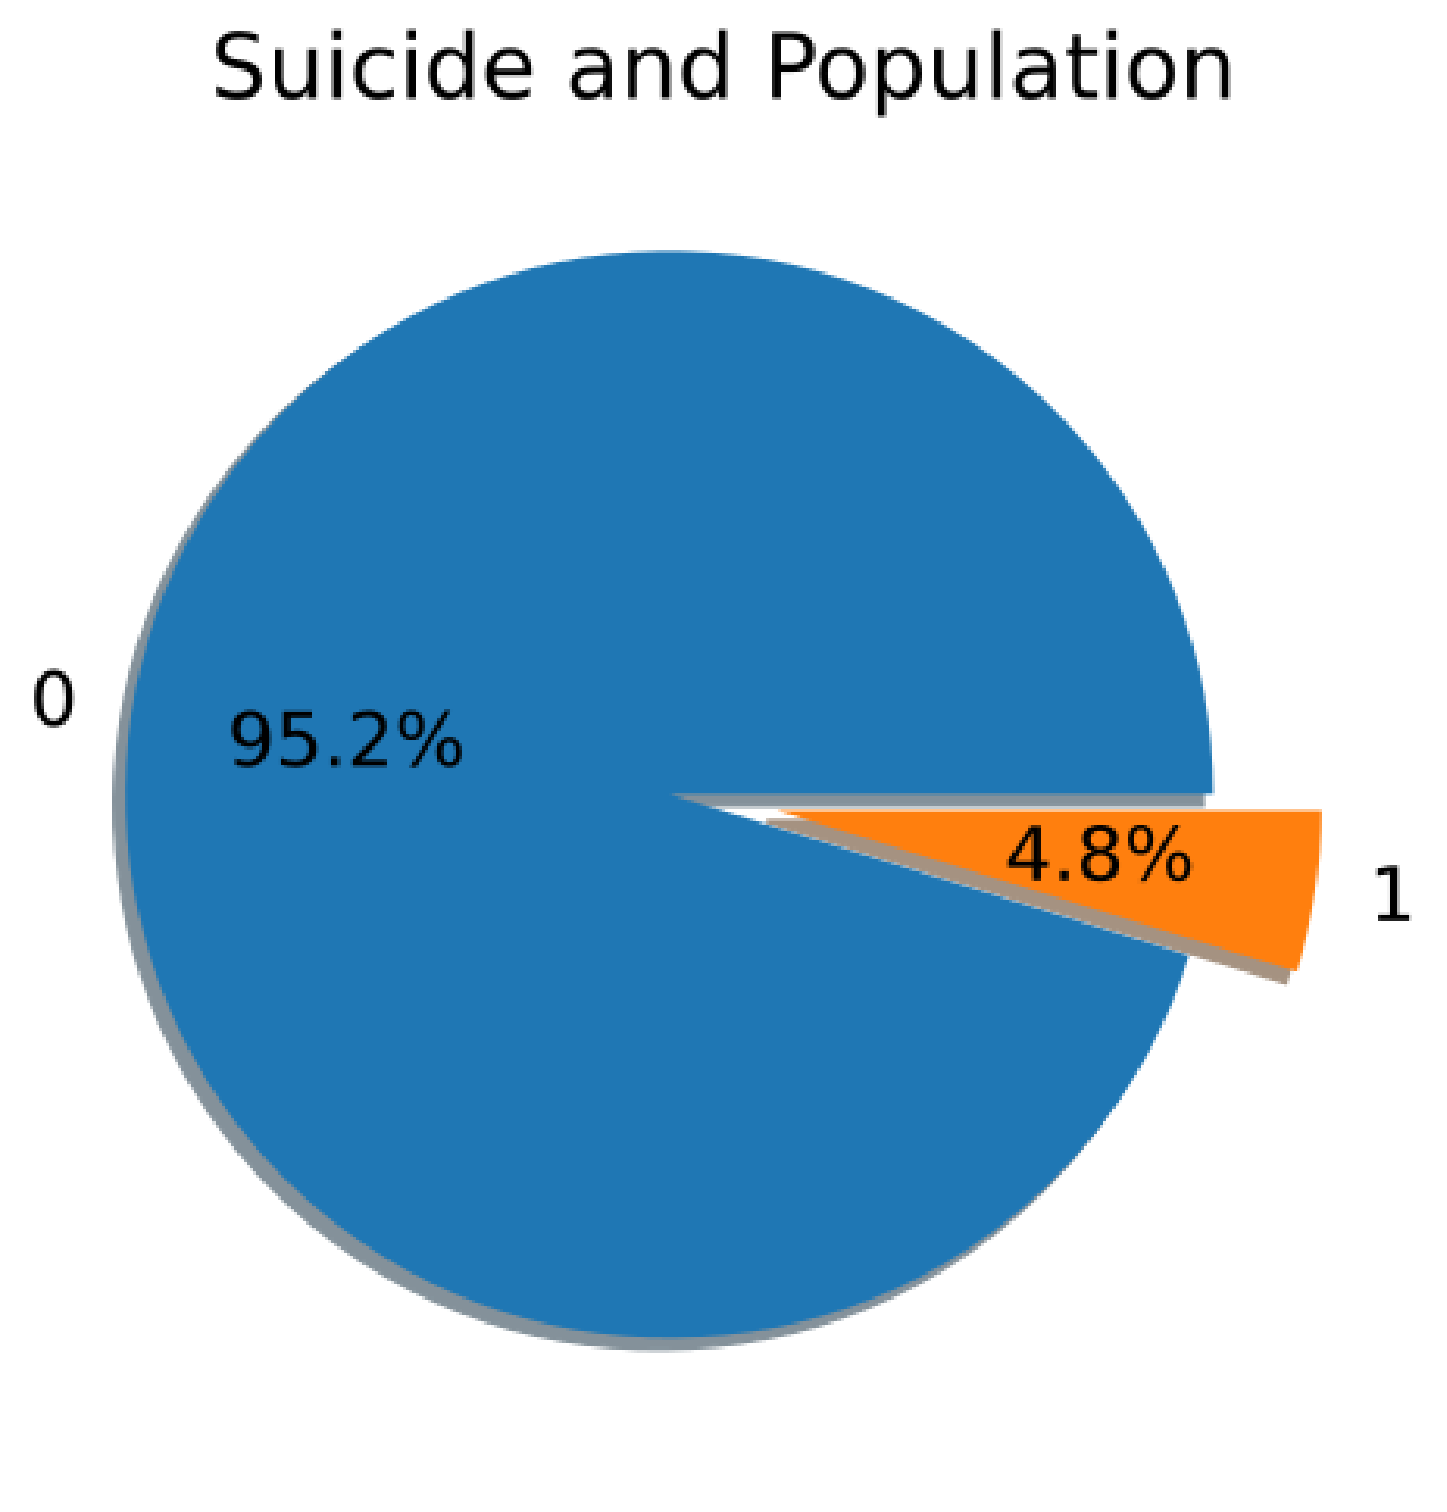 Suicide and Population
0
95.2%
4.8%
1